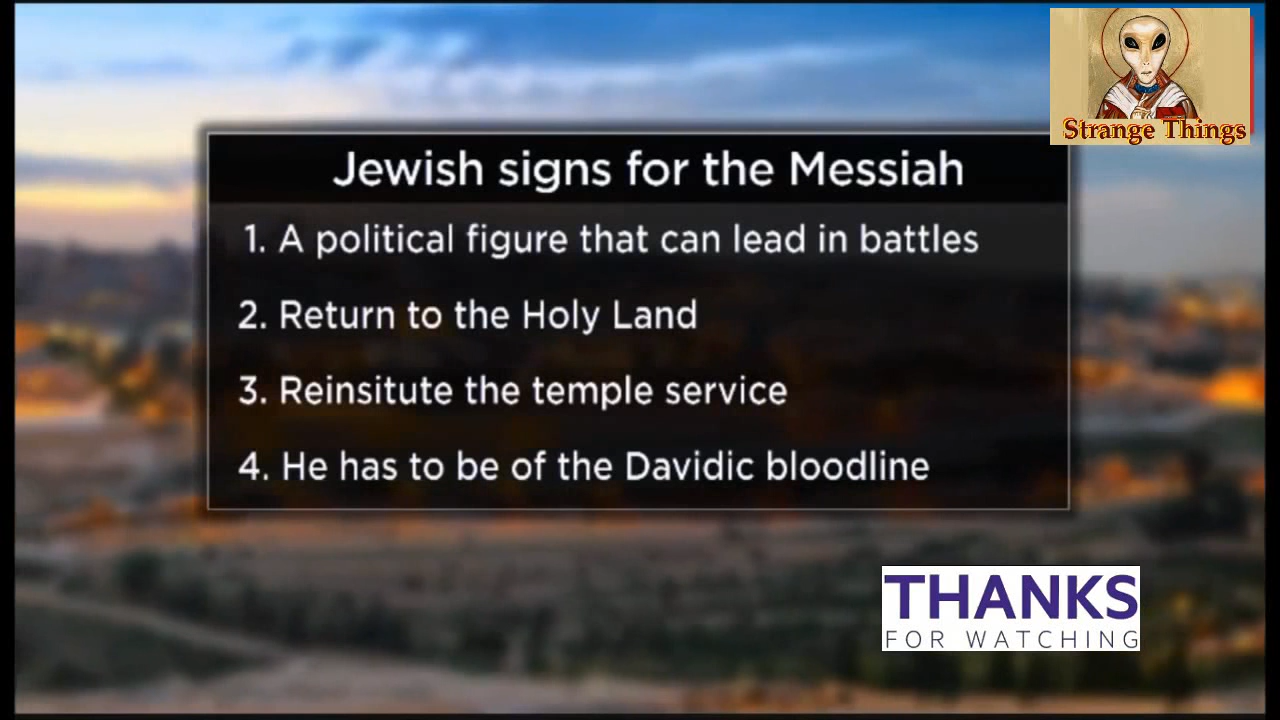 Strange Things
Jewish signs for the Messiah
1. A political figure that can lead in battles
2. Return to the Holy Land
3. Reinsitute the temple service
4. He has to be of the Davidic bloodline
THANKS
FOR WATCHING